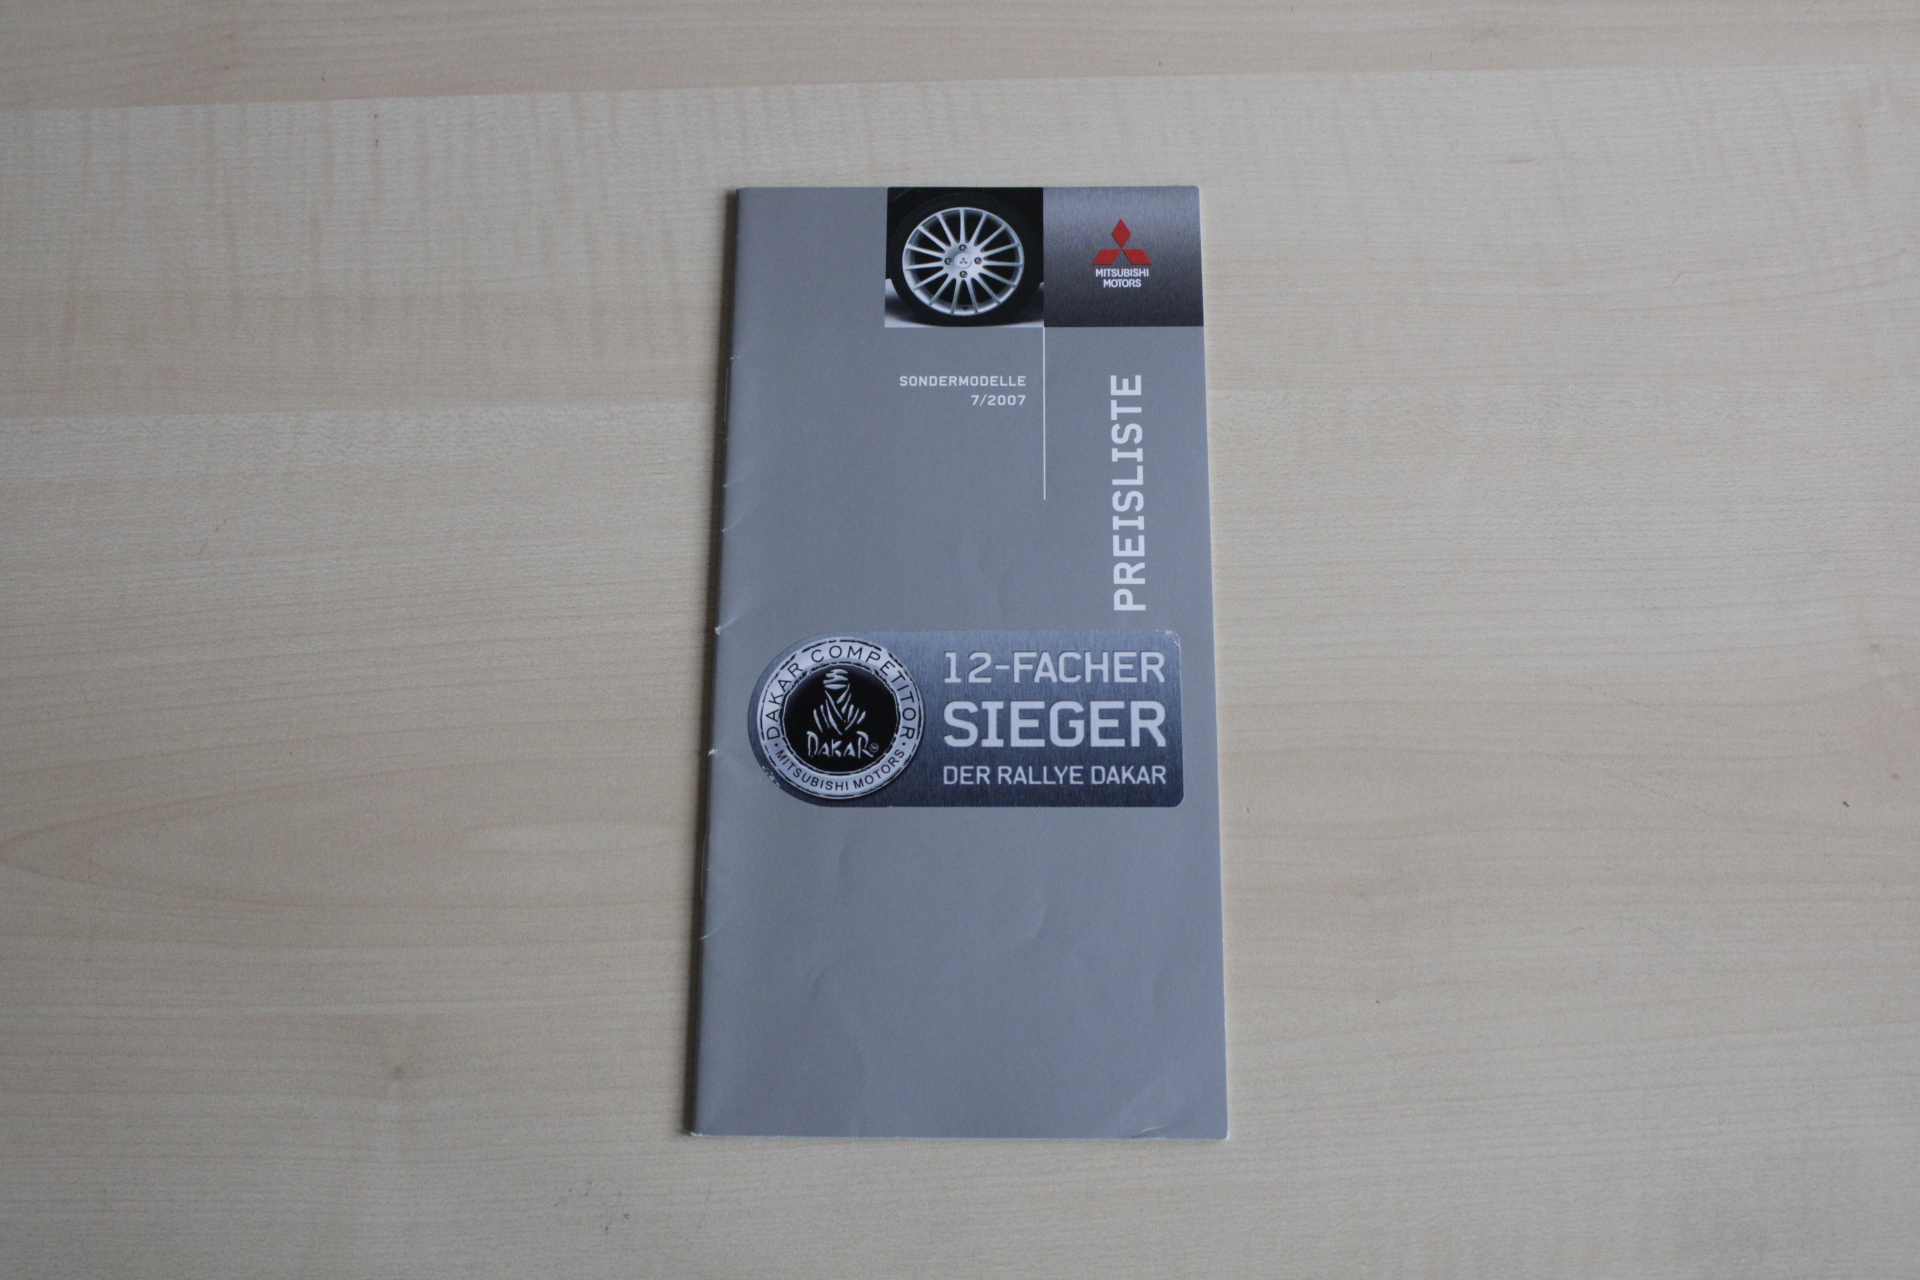 MITSUBISHI
MOTORS
SONDERMODELLE
7/2007
PREISLISTE
DAKAR COMPETITOR
DAKAR
MITSUBISHI MOTORS
12-FACHER
SIEGER
DER RALLYE DAKAR